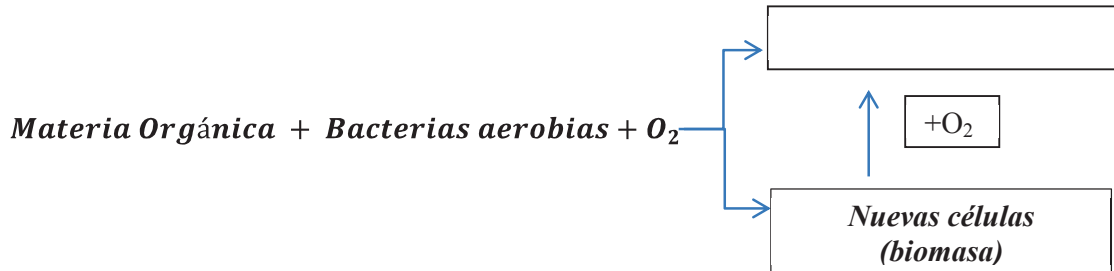 +O₂
Materia Orgánica + Bacterias aerobias + O₂
Nuevas células
(biomasa)